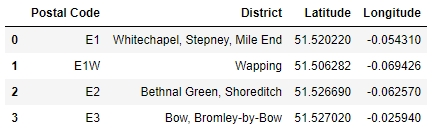 Postal Code District Latitude Longitude
0 E1 Whitechapel, Stepney, Mile End 51.520220 -0.054310
1 E1W Wapping 51.506282 -0.069426
2 E2 Bethnal Green, Shoreditch 51.526690 -0.062570
3 E3 Bow, Bromley-by-Bow 51.527020 -0.025940